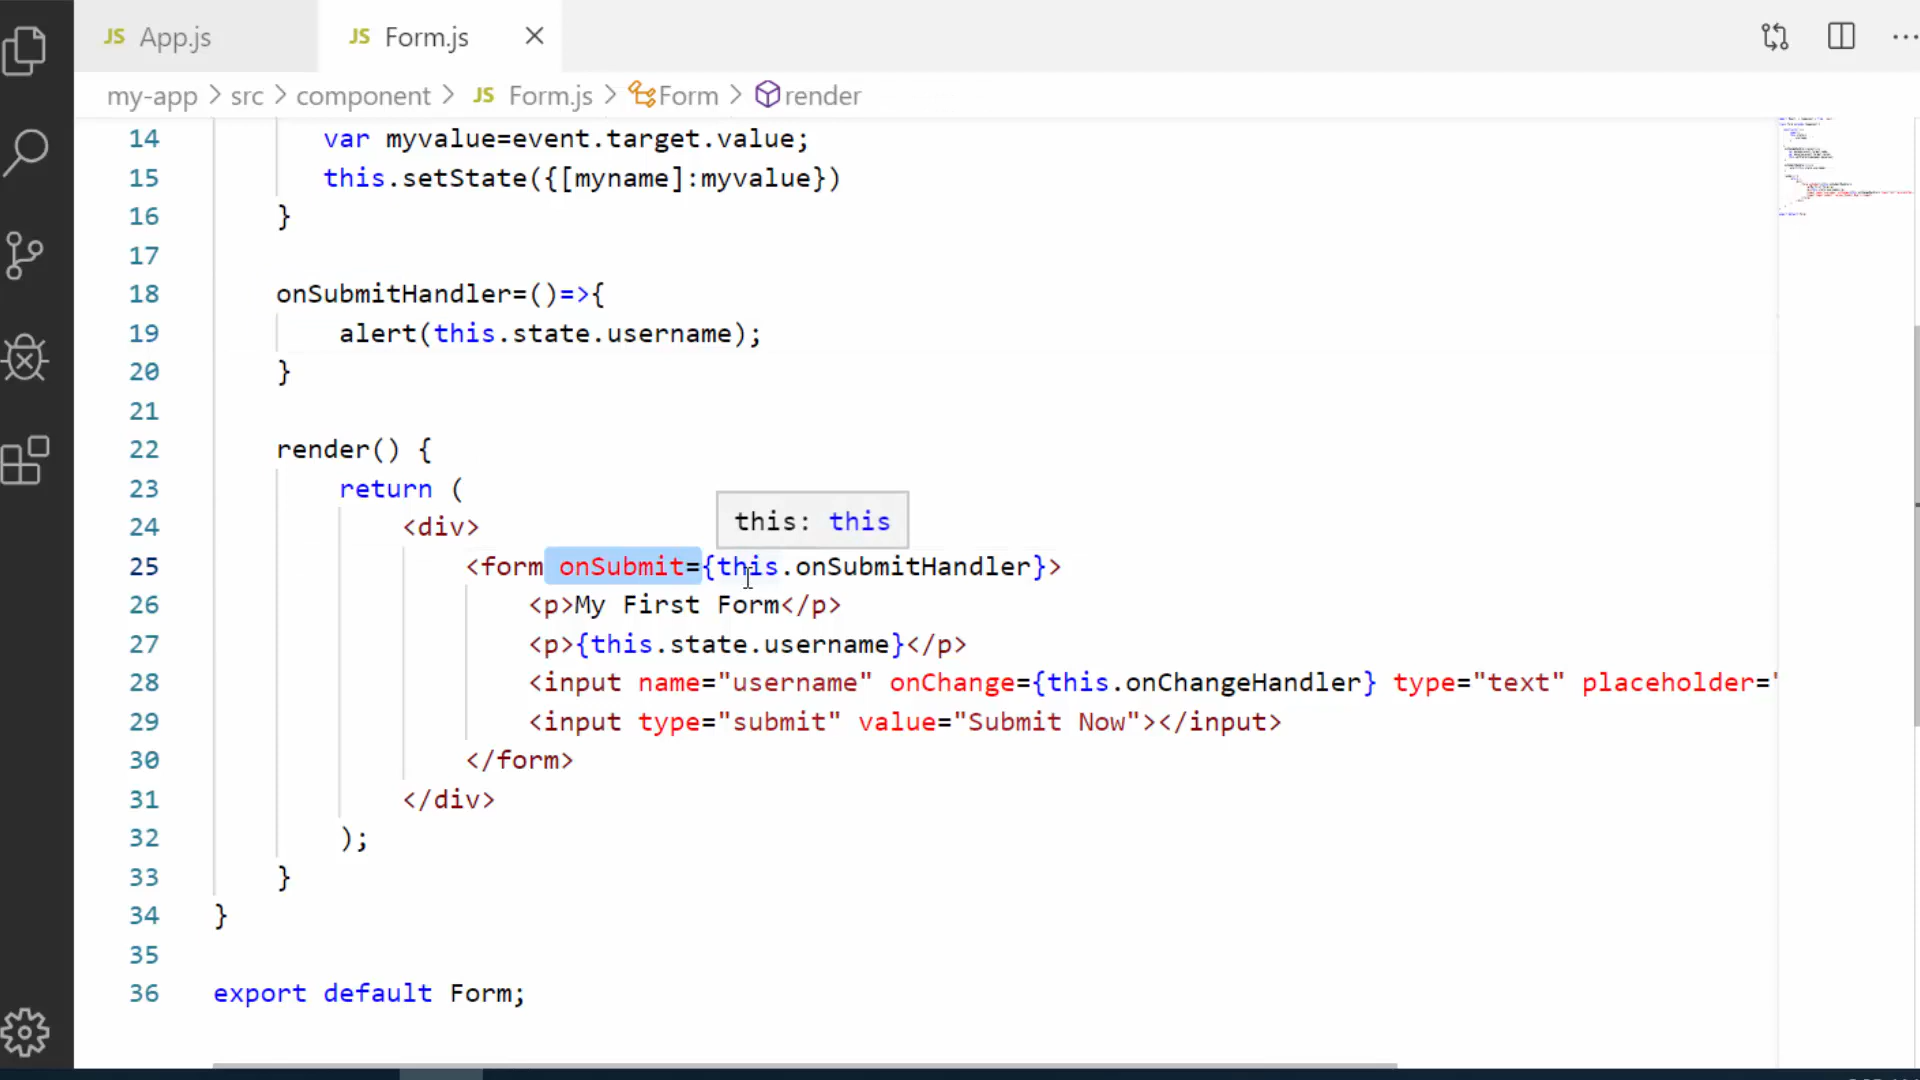 JS App.js
JS Form.js
my-app > src > component > JS Form.js > Form > render
14 var myvalue=event.target.value;
15 this.setState({[myname]:myvalue})
16 }
17
18 onSubmitHandler=()=>{
19 alert(this.state.username);
20 }
21
22 render() {
23 return (
this: this
24 <div>
25 <form onSubmit={this.onSubmitHandler}>
26 <p>My First Form</p>
27 <p>{this.state.username}</p>
28 <input name="username" onChange={this.onChangeHandler} type="text" placeholder="
29 <input type="submit" value="Submit Now"></input>
30 </form>
31 </div>
32 );
33 }
34 }
35
36 export default Form;